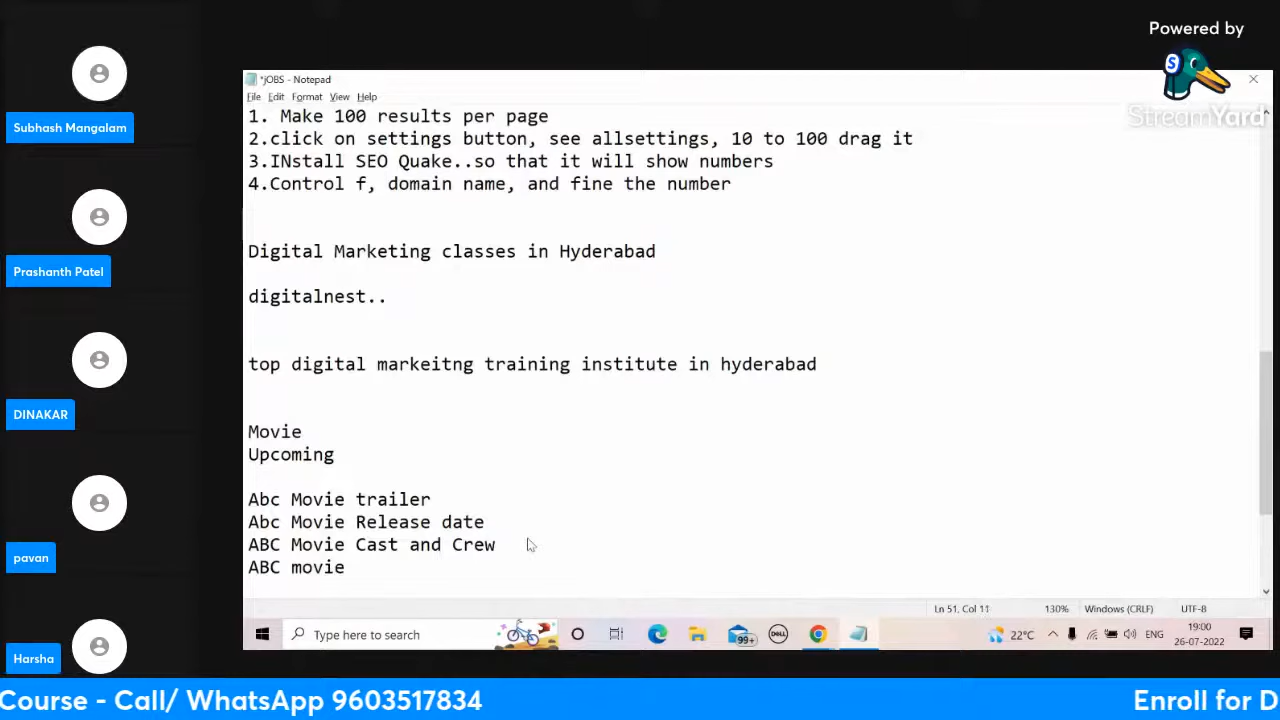 Powered by
StreamYard
Subhash Mangalam
Prashanth Patel
DINAKAR
pavan
Harsha
*jOBS - Notepad
File Edit Format View Help
1. Make 100 results per page
2.click on settings button, see allsettings, 10 to 100 drag it
3.INstall SEO Quake..so that it will show numbers
4.Control f, domain name, and fine the number
Digital Marketing classes in Hyderabad
digitalnest..
top digital markeitng training institute in hyderabad
Movie
Upcoming
Abc Movie trailer
Abc Movie Release date
ABC Movie Cast and Crew
ABC movie
Ln 51, Col 11 130% Windows (CRLF) UTF-8
Type here to search 99+ DELL 22°C ENG 19:00
26-07-2022
Course - Call/ WhatsApp 9603517834 Enroll for D